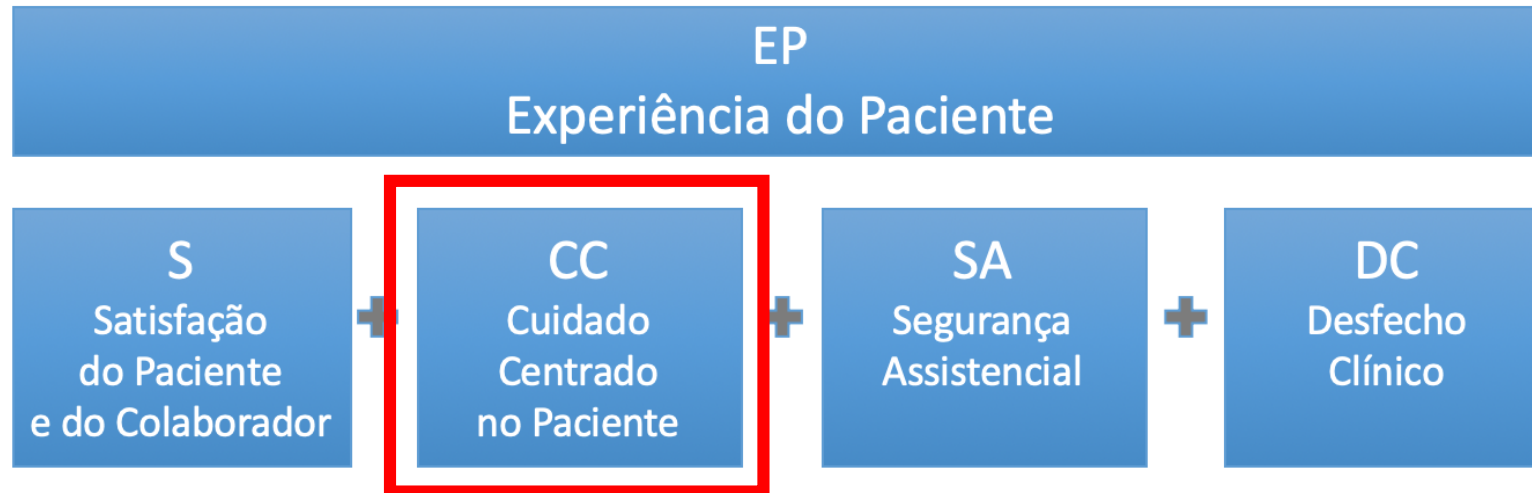 EP
Experiência do Paciente
S
Satisfação
do Paciente
e do Colaborador
CC
Cuidado
Centrado
no Paciente
SA
Segurança
Assistencial
DC
Desfecho
Clínico